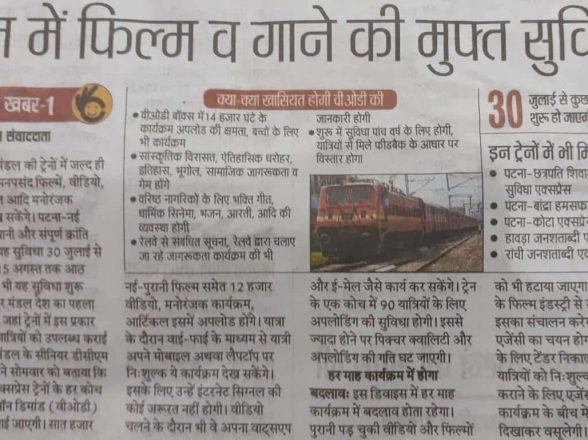 में फिल्म व गाने की मुफ्त
खबर-1
संवाददाता
मंडल की ट्रेनों में जल्द ही
मनपसंद फिल्में, वीडियो,
आदि मनोरंजक
सकेंगे। पटना-नई
और संपूर्ण क्रांति
यह सुविधा 30 जुलाई से
15 अगस्त तक आठ
भी यह सुविधा शुरू
मंडल देश का पहला
जहां ट्रेनों में इस प्रकार
यात्रियों को उपलब्ध कराई
मंडल के सीनियर डीसीएम
ने सोमवार को बताया कि
ट्रेनों के हर कोच
डिमांड (वीओडी)
जाएगी। सात हजार
क्या-क्या खासियत होगी वीओडी की
• वीओडी बॉक्स में 14 हजार घंटे के
कार्यक्रम अपलोड की क्षमता, बच्चों के लिए
भी कार्यक्रम
• सांस्कृतिक विरासत, ऐतिहासिक धरोहर,
इतिहास, भूगोल, सामाजिक जागरूकता व
गेम होंगे
• वरिष्ठ नागरिकों के लिए भक्ति गीत,
धार्मिक सिनेमा, भजन, आरती, आदि की
व्यवस्था होगी
• रेलवे से संबंधित सूचना, रेलवे द्वारा चलाए
जा रहे जागरूकता कार्यक्रम की भी
जानकारी होगी
• शुरू में सुविधा पांच वर्ष के लिए होगी,
यात्रियों से मिले फीडबैक के आधार पर
विस्तार होगा
नई-पुरानी फिल्म समेत 12 हजार
वीडियो, मनोरंजक कार्यक्रम,
आर्टिकल इसमें अपलोड होंगे। यात्रा
के दौरान वाई-फाई के माध्यम से यात्री
अपने मोबाइल अथवा लैपटॉप पर
निःशुल्क ये कार्यक्रम देख सकेंगे।
इसके लिए उन्हें इंटरनेट सिग्नल की
कोई जरूरत नहीं होगी। वीडियो
चलने के दौरान भी वे अपना वाट्सएप
और ई-मेल जैसे कार्य कर सकेंगे। ट्रेन
के एक कोच में 90 यात्रियों के लिए
अपलोडिंग की सुविधा होगी। इससे
ज्यादा होने पर पिक्चर क्वालिटी और
अपलोडिंग की गति घट जाएगी।
हर माह कार्यक्रम में होगा
बदलावः इस डिवाइस में हर माह
कार्यक्रम में बदलाव होता रहेगा।
पुरानी पड़ चुकी वीडियो और फिल्मों
30 जुलाई से कुछ
शुरू हो जाएगी
इन ट्रेनों में भी
• पटना-छत्रपति
सुविधा एक्सप्रेस
• पटना-बांद्रा हमसफर
• पटना-कोटा एक्सप्रेस
• हावड़ा जनशताब्दी
• रांची जनशताब्दी
को भी हटाया जाएगा
के फिल्म इंडस्ट्री से
इसका संचालन करेग
एजेंसी का चयन होग
के लिए टेंडर निकाल
यात्रियों को निःशुल्क
कराने के लिए एजेंसी
कार्यक्रम के बीच में
दिखाकर वसूलेगी।